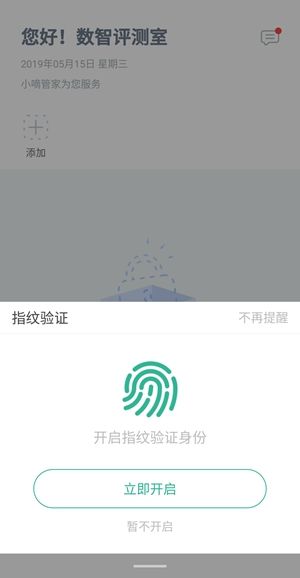 您好！数智评测室
2019年05月15日 星期三
小嘀管家为您服务
添加
指纹验证
不再提醒
开启指纹验证身份
立即开启
暂不开启